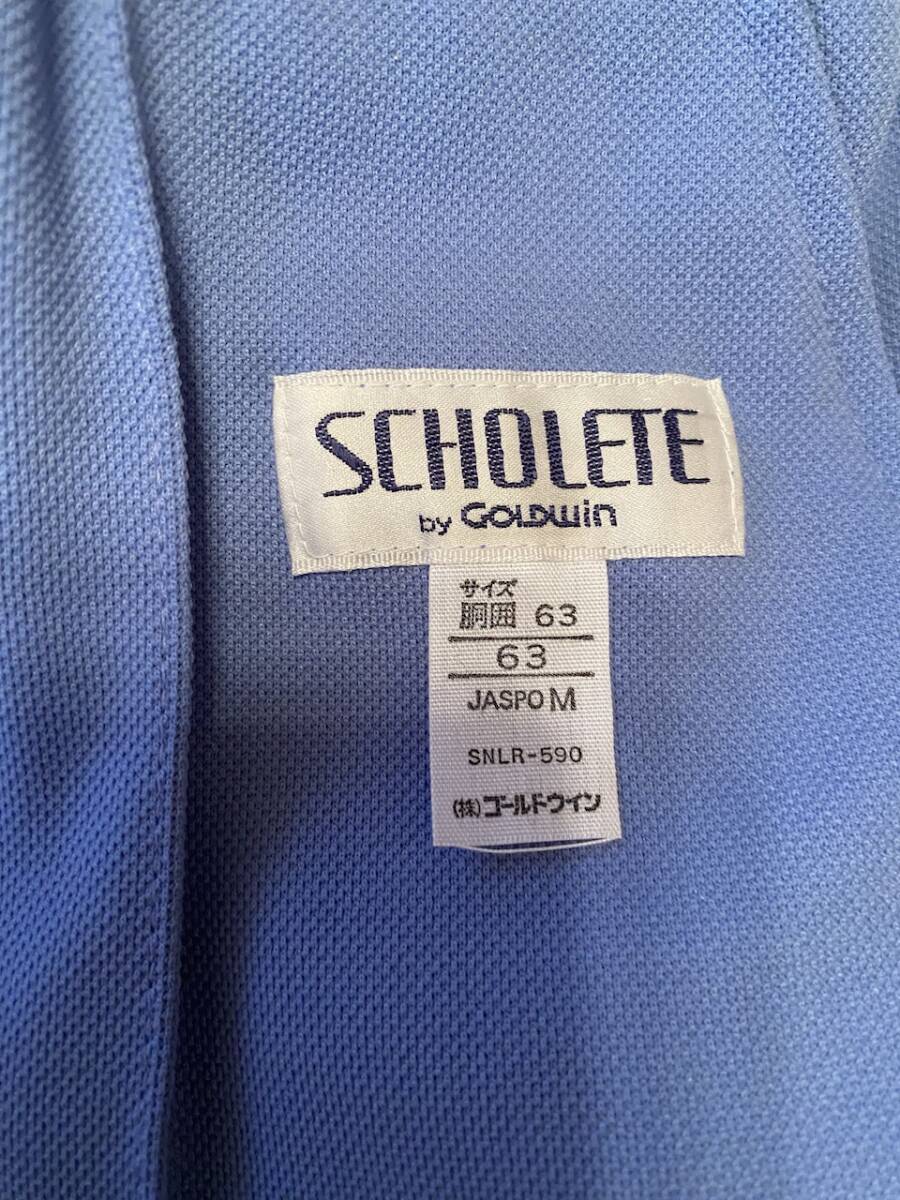 SCHOLETE
by GOLDWIN
サイズ
胴囲 63
63
JASPO M
SNLR-590
(株)ゴールドウイン